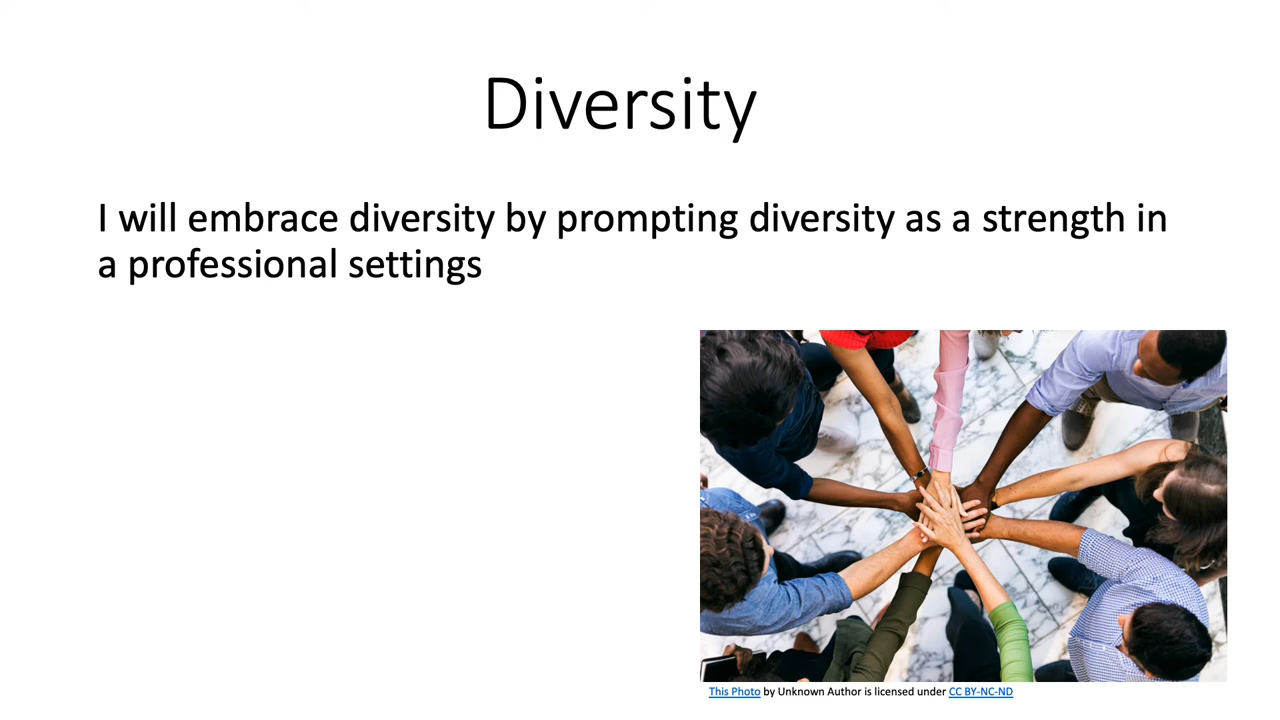 Diversity
I will embrace diversity by prompting diversity as a strength in
a professional settings
This Photo by Unknown Author is licensed under CC BY-NC-ND